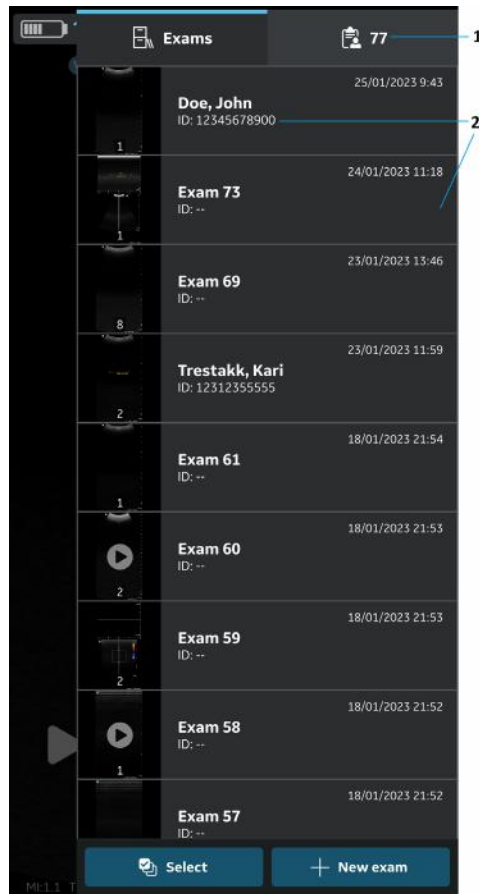 Exams
77
1
25/01/2023 9:43
Doe, John
ID: 12345678900
2
1
24/01/2023 11:18
Exam 73
ID: --
1
23/01/2023 13:46
Exam 69
ID: --
8
23/01/2023 11:59
Trestakk, Kari
ID: 12312355555
2
18/01/2023 21:54
Exam 61
ID: --
1
18/01/2023 21:53
Exam 60
ID: --
2
18/01/2023 21:53
Exam 59
ID: --
2
18/01/2023 21:52
Exam 58
ID: --
1
18/01/2023 21:52
Exam 57
ID: --
Select
New exam
MI:1.1 T